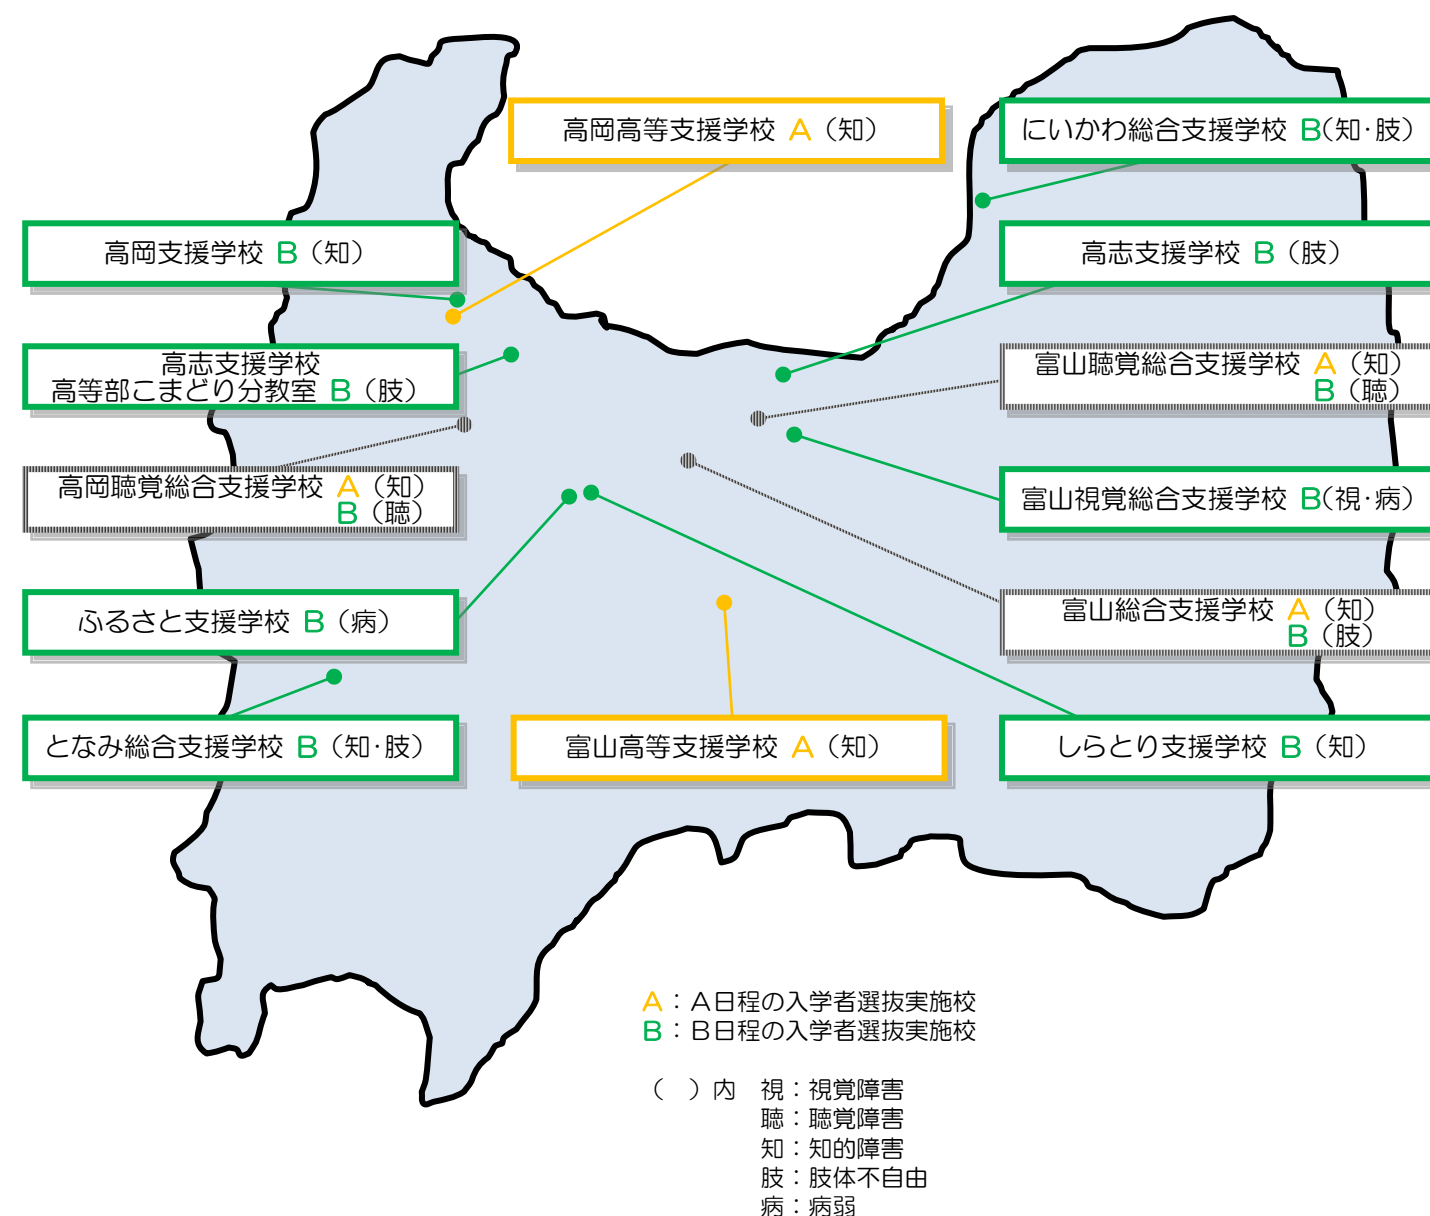 高岡高等支援学校 A（知）
にいかわ総合支援学校 B(知・肢）
高岡支援学校 B（知）
高志支援学校 B（肢）
高志支援学校
高等部こまどり分教室 B（肢）
富山聴覚総合支援学校 A（知）
B（聴）
高岡聴覚総合支援学校 A（知）
B（聴）
富山視覚総合支援学校 B(視・病）
ふるさと支援学校 B（病）
富山総合支援学校 A（知）
B（肢）
となみ総合支援学校 B（知・肢）
富山高等支援学校 A（知）
しらとり支援学校 B（知）
A：A日程の入学者選抜実施校
B：B日程の入学者選抜実施校
（　）内　視：視覚障害
聴：聴覚障害
知：知的障害
肢：肢体不自由
病：病弱